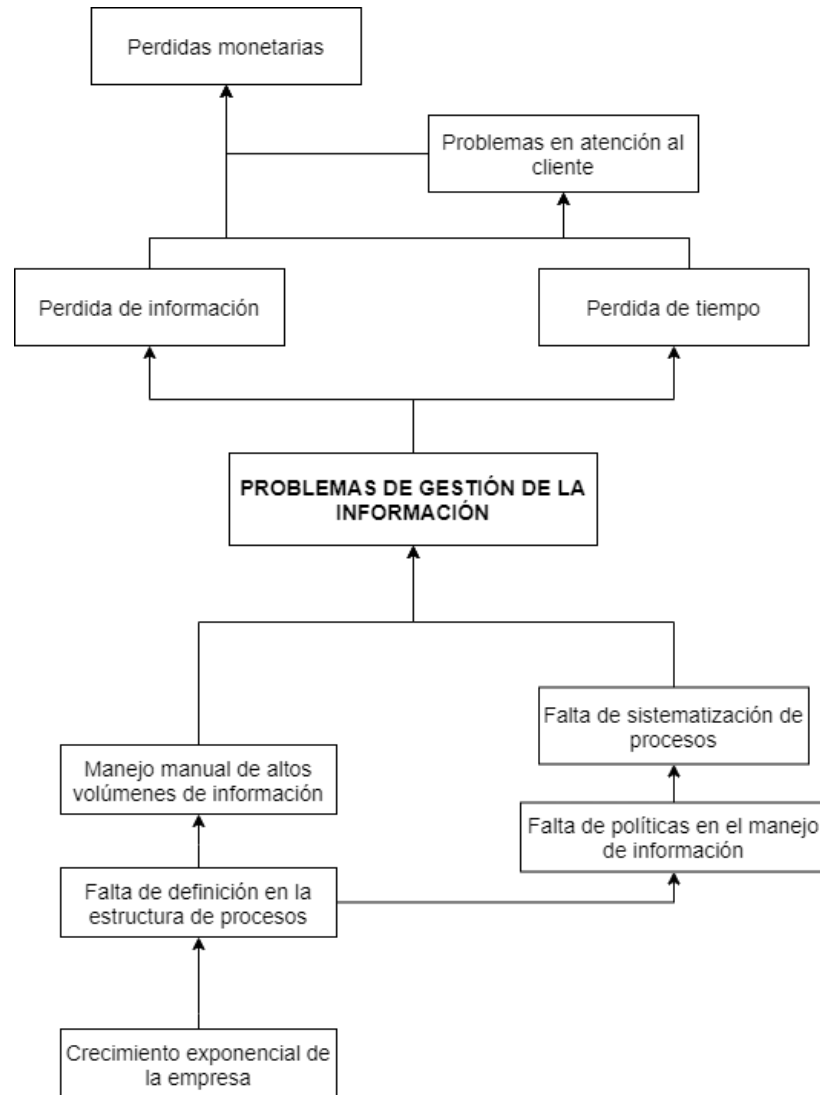 Perdidas monetarias
Problemas en atención al
cliente
Perdida de información
Perdida de tiempo
PROBLEMAS DE GESTIÓN DE LA
INFORMACIÓN
Falta de sistematización de
procesos
Manejo manual de altos
volúmenes de información
Falta de políticas en el manejo
de información
Falta de definición en la
estructura de procesos
Crecimiento exponencial de
la empresa